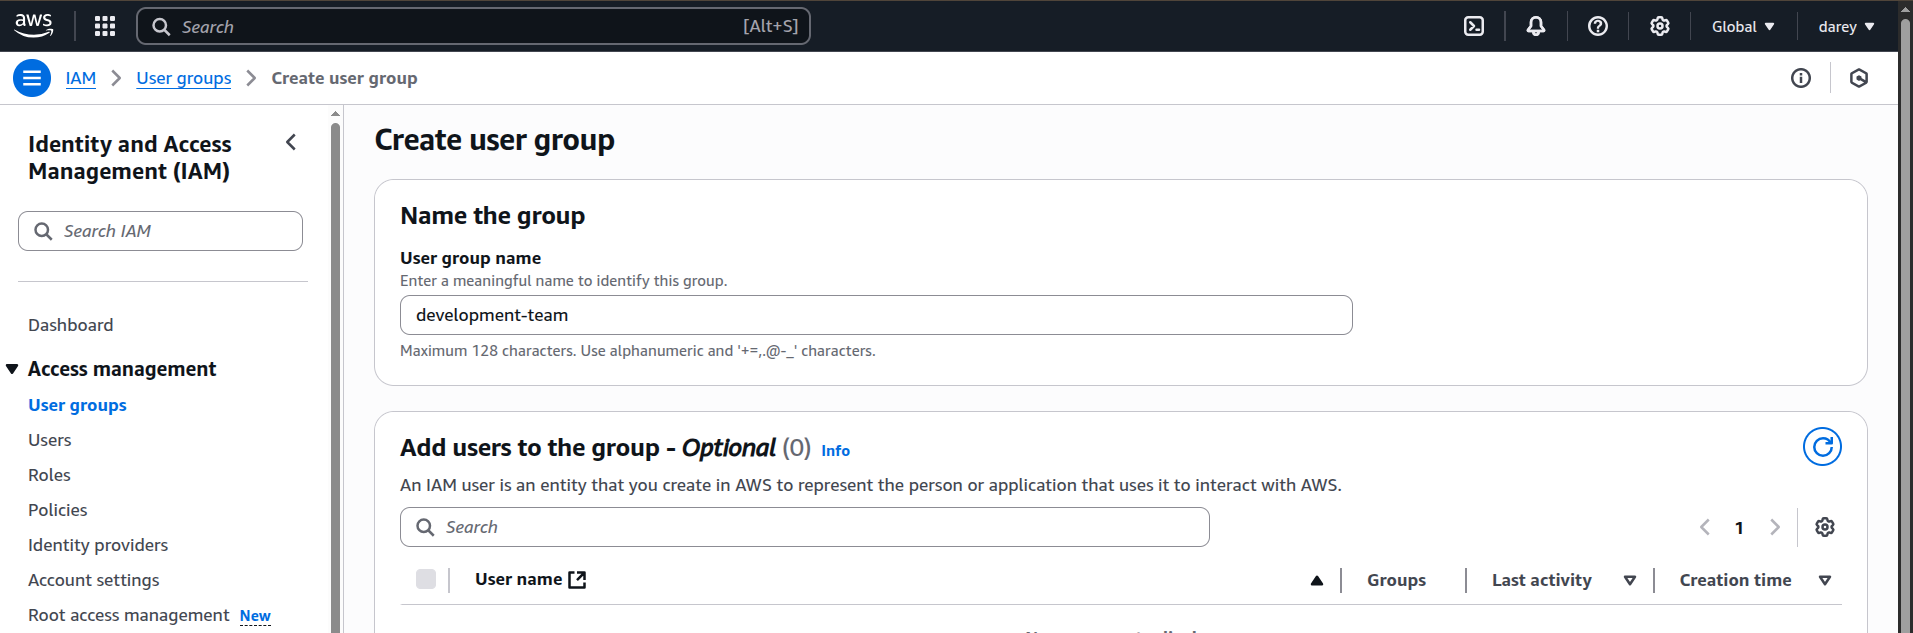 aws
Search [Alt+S] Global darey
IAM User groups Create user group
Identity and Access
Management (IAM)
Search IAM
Dashboard
Access management
User groups
Users
Roles
Policies
Identity providers
Account settings
Root access management New
Create user group
Name the group
User group name
Enter a meaningful name to identify this group.
development-team
Maximum 128 characters. Use alphanumeric and '+=,.@-_' characters.
Add users to the group - Optional (0) Info
An IAM user is an entity that you create in AWS to represent the person or application that uses it to interact with AWS.
Search
1
User name Groups Last activity Creation time